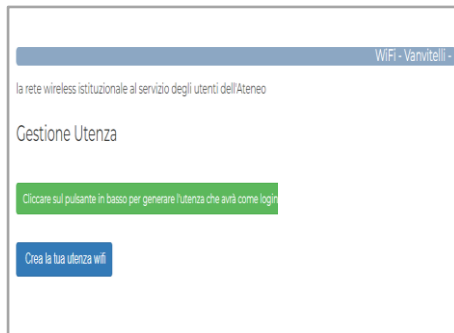 WiFi - Vanvitelli -
la rete wireless istituzionale al servizio degli utenti dell'Ateneo
Gestione Utenza
Cliccare sul pulsante in basso per generare l'utenza che avrà come login
Crea la tua utenza wifi